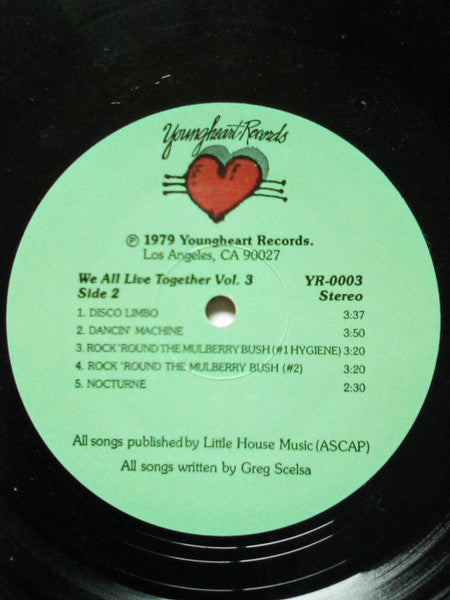 Youngheart Records
℗ 1979 Youngheart Records.
Los Angeles, CA 90027
We All Live Together Vol. 3 YR-0003
Side 2 Stereo
1. DISCO LIMBO 3:37
2. DANCIN' MACHINE 3:50
3. ROCK 'ROUND THE MULBERRY BUSH (#1 HYGIENE) 3:20
4. ROCK 'ROUND THE MULBERRY BUSH (#2) 3:20
5. NOCTURNE 2:30
All songs published by Little House Music (ASCAP)
All songs written by Greg Scelsa